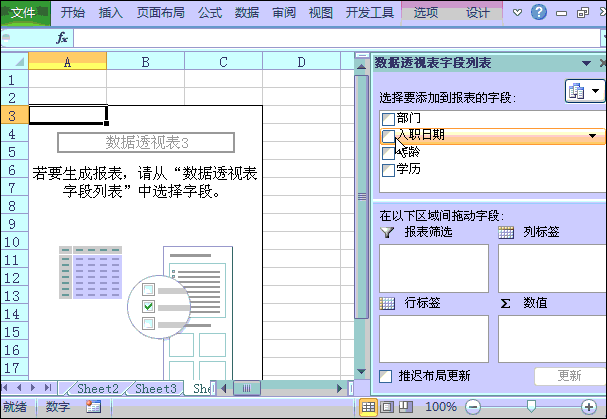 文件 开始 插入 页面布局 公式 数据 审阅 视图 开发工具 选项 设计
fx
A B C D
数据透视表字段列表
1
2
3
4
5
6
7
8
9
10
11
12
13
14
15
16
17
数据透视表3
若要生成报表，请从“数据透视表
字段列表”中选择字段。
选择要添加到报表的字段:
部门
入职日期
年龄
学历
在以下区域间拖动字段:
报表筛选 列标签
行标签 Σ 数值
推迟布局更新 更新
Sheet2 Sheet3
就绪 数字 100%